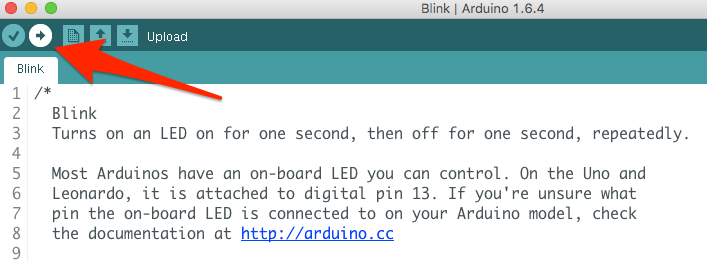 Blink | Arduino 1.6.4
Upload
Blink
1 /*
2 Blink
3 Turns on an LED on for one second, then off for one second, repeatedly.
4
5 Most Arduinos have an on-board LED you can control. On the Uno and
6 Leonardo, it is attached to digital pin 13. If you're unsure what
7 pin the on-board LED is connected to on your Arduino model, check
8 the documentation at http://arduino.cc
9